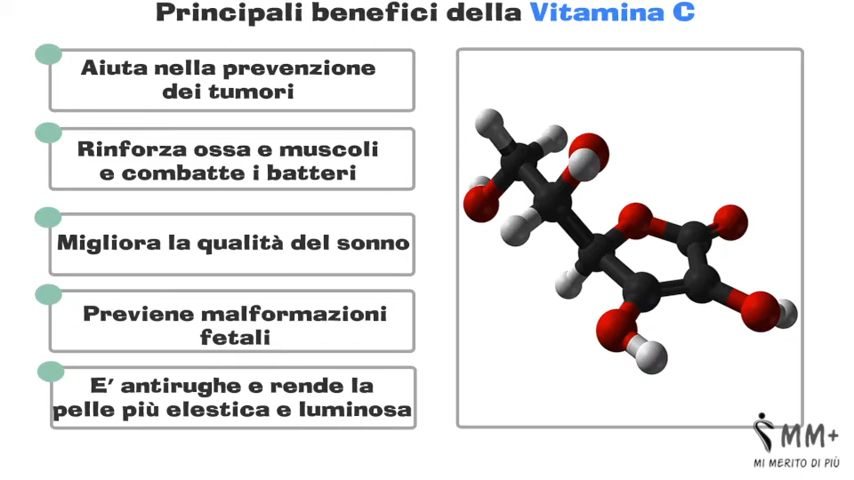 Principali benefici della Vitamina C
Aiuta nella prevenzione
dei tumori
Rinforza ossa e muscoli
e combatte i batteri
Migliora la qualità del sonno
Previene malformazioni
fetali
E' antirughe e rende la
pelle più elastica e luminosa
MM+
MI MERITO DI PIÙ